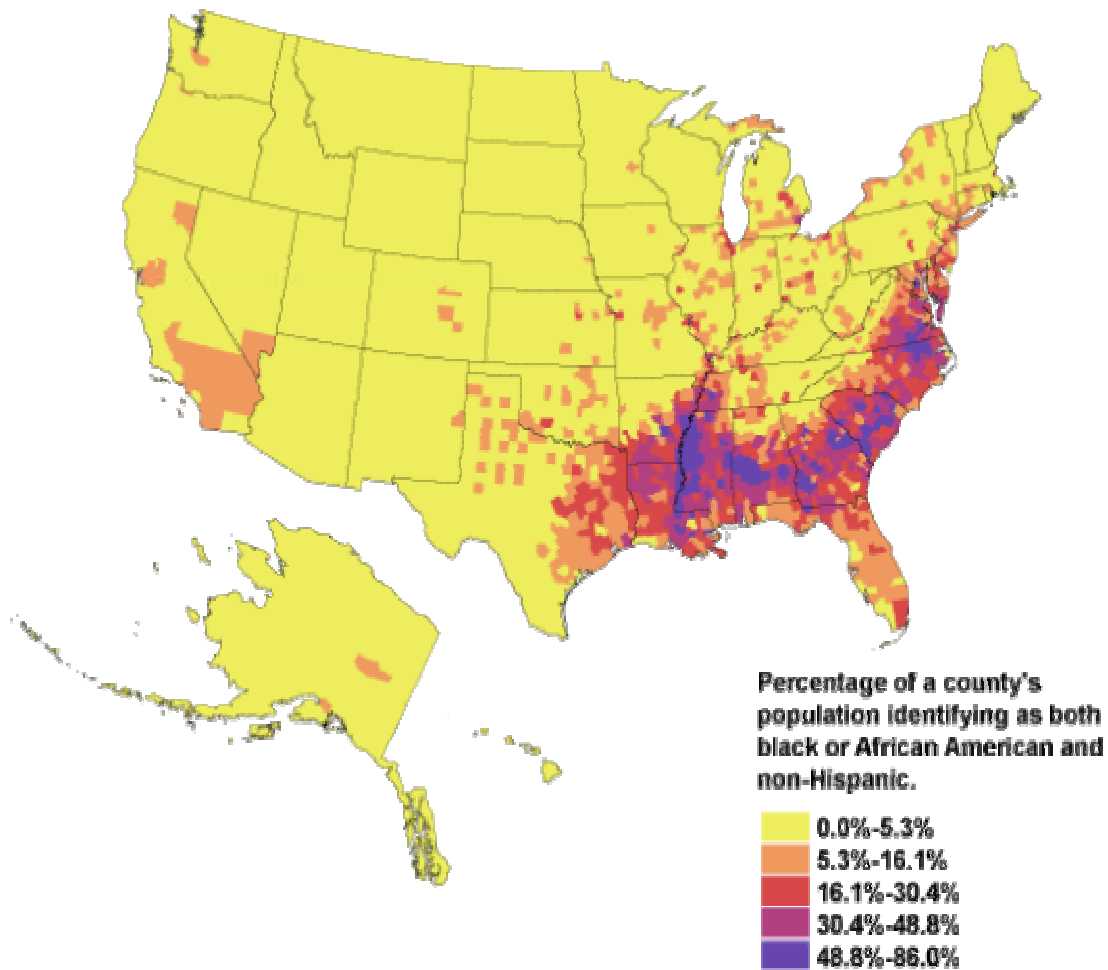 Percentage of a county's
population identifying as both
black or African American and
non-Hispanic.
0.0%-5.3%
5.3%-16.1%
16.1%-30.4%
30.4%-48.8%
48.8%-86.0%